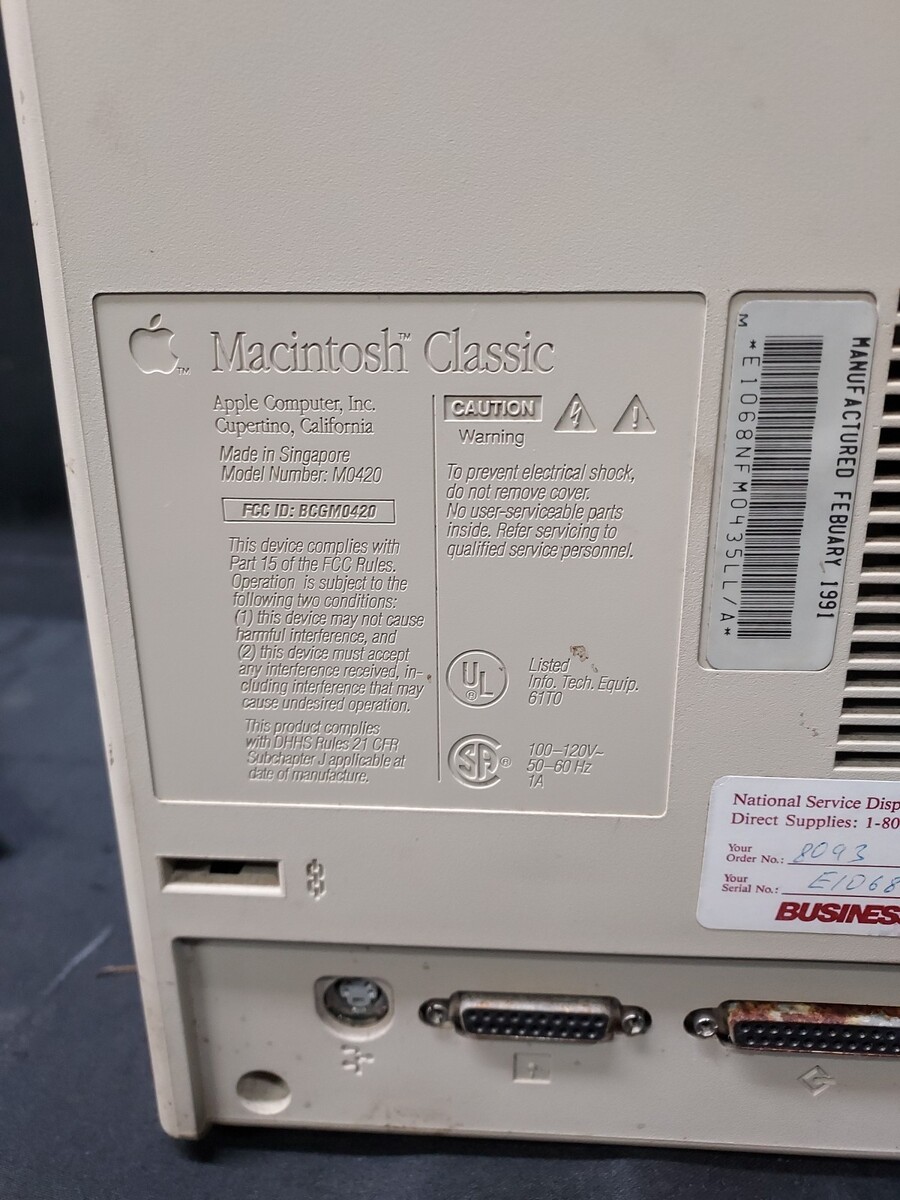 Macintosh™ Classic
Apple Computer, Inc.
Cupertino, California
Made in Singapore
Model Number: M0420
FCC ID: BCGM0420
This device complies with
Part 15 of the FCC Rules.
Operation is subject to the
following two conditions:
(1) this device may not cause
harmful interference, and
(2) this device must accept
any interference received, in-
cluding interference that may
cause undesired operation.
This product complies
with DHHS Rules 21 CFR
Subchapter J applicable at
date of manufacture.
CAUTION
Warning
To prevent electrical shock,
do not remove cover.
No user-serviceable parts
inside. Refer servicing to
qualified service personnel.
UL®
Listed
Info. Tech. Equip.
61T0
SA®
100–120V~
50–60 Hz
1A
MANUFACTURED FEBUARY 1991
M *E1068NFM0435LL/A*
National Service Disp
Direct Supplies: 1-80
Your
Order No.: 8093
Your
Serial No.: E1068
BUSINES